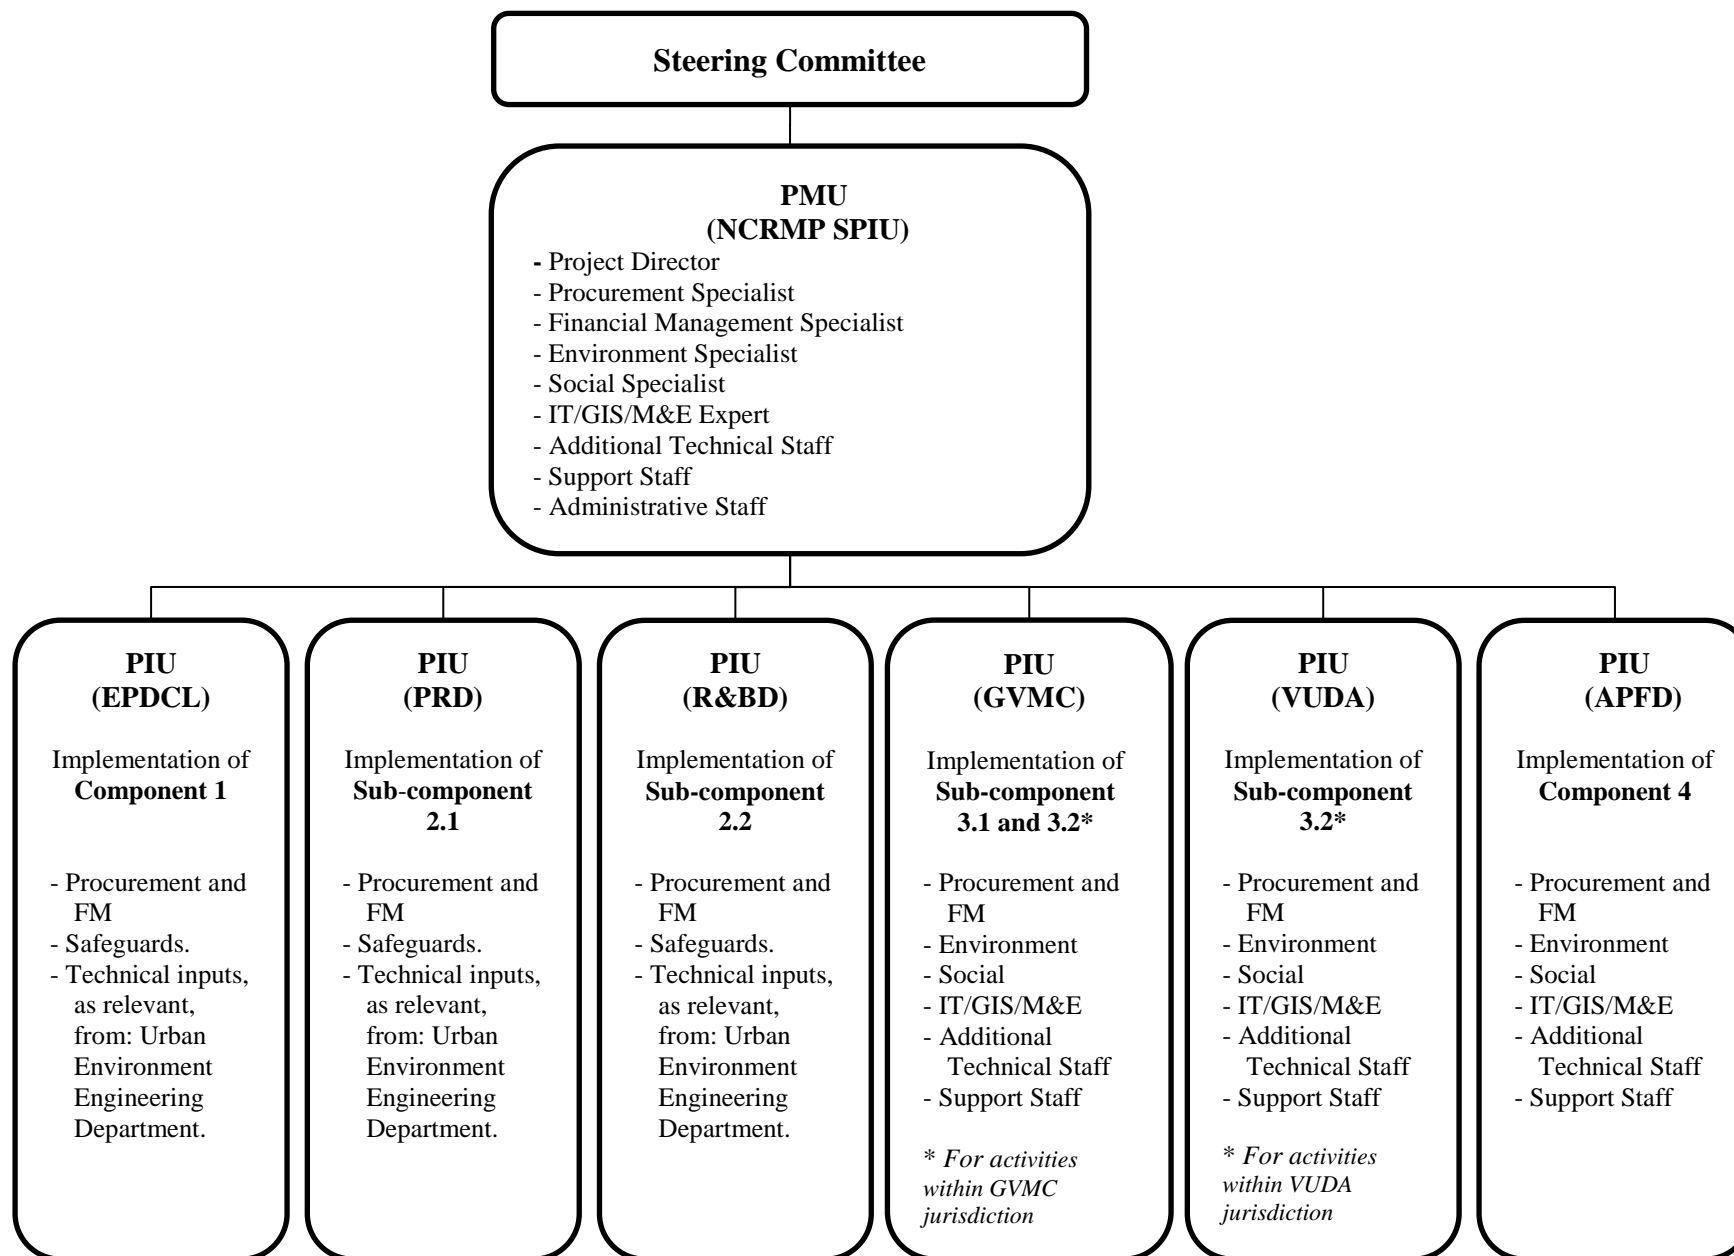 Steering Committee
PMU
(NCRMP SPIU)
- Project Director
- Procurement Specialist
- Financial Management Specialist
- Environment Specialist
- Social Specialist
- IT/GIS/M&E Expert
- Additional Technical Staff
- Support Staff
- Administrative Staff
PIU
(EPDCL)
Implementation of
Component 1
- Procurement and
FM
- Safeguards.
- Technical inputs,
as relevant,
from: Urban
Environment
Engineering
Department.
PIU
(PRD)
Implementation of
Sub-component
2.1
- Procurement and
FM
- Safeguards.
- Technical inputs,
as relevant,
from: Urban
Environment
Engineering
Department.
PIU
(R&BD)
Implementation of
Sub-component
2.2
- Procurement and
FM
- Safeguards.
- Technical inputs,
as relevant,
from: Urban
Environment
Engineering
Department.
PIU
(GVMC)
Implementation of
Sub-component
3.1 and 3.2*
- Procurement and
FM
- Environment
- Social
- IT/GIS/M&E
- Additional
Technical Staff
- Support Staff
* For activities
within GVMC
jurisdiction
PIU
(VUDA)
Implementation of
Sub-component
3.2*
- Procurement and
FM
- Environment
- Social
- IT/GIS/M&E
- Additional
Technical Staff
- Support Staff
* For activities
within VUDA
jurisdiction
PIU
(APFD)
Implementation of
Component 4
- Procurement and
FM
- Environment
- Social
- IT/GIS/M&E
- Additional
Technical Staff
- Support Staff